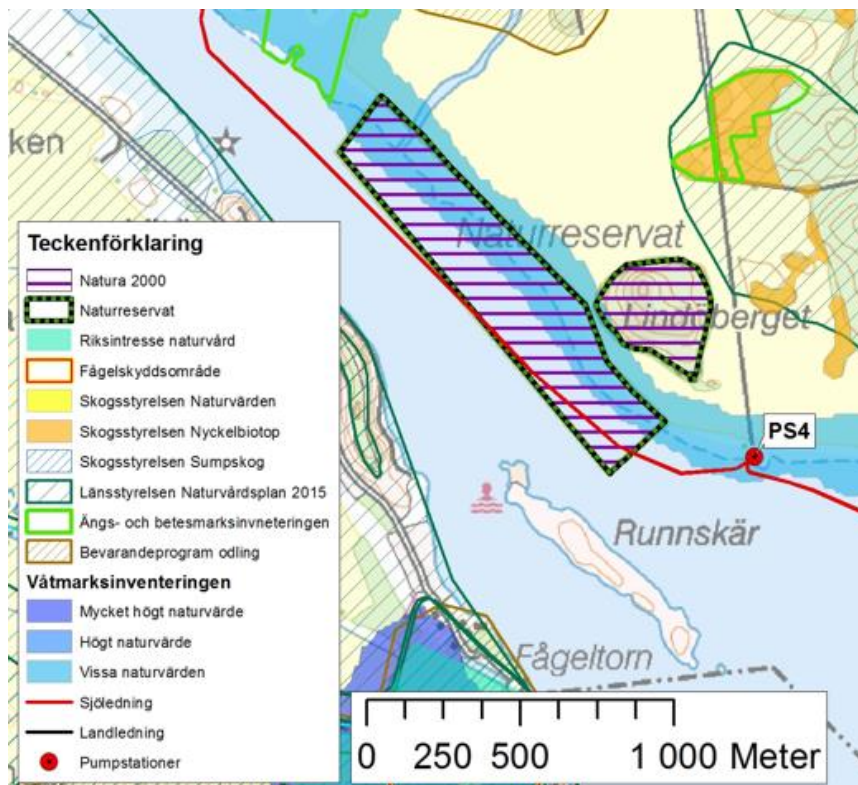 ken
Naturreservat
Lindöberget
PS4
Runnskär
Fågeltorn
Teckenförklaring
Natura 2000
Naturreservat
Riksintresse naturvård
Fågelskyddsområde
Skogsstyrelsen Naturvärden
Skogsstyrelsen Nyckelbiotop
Skogsstyrelsen Sumpskog
Länsstyrelsen Naturvårdsplan 2015
Ängs- och betesmarksinvneteringen
Bevarandeprogram odling
Våtmarksinventeringen
Mycket högt naturvärde
Högt naturvärde
Vissa naturvärden
Sjöledning
Landledning
Pumpstationer
0 250 500 1 000 Meter